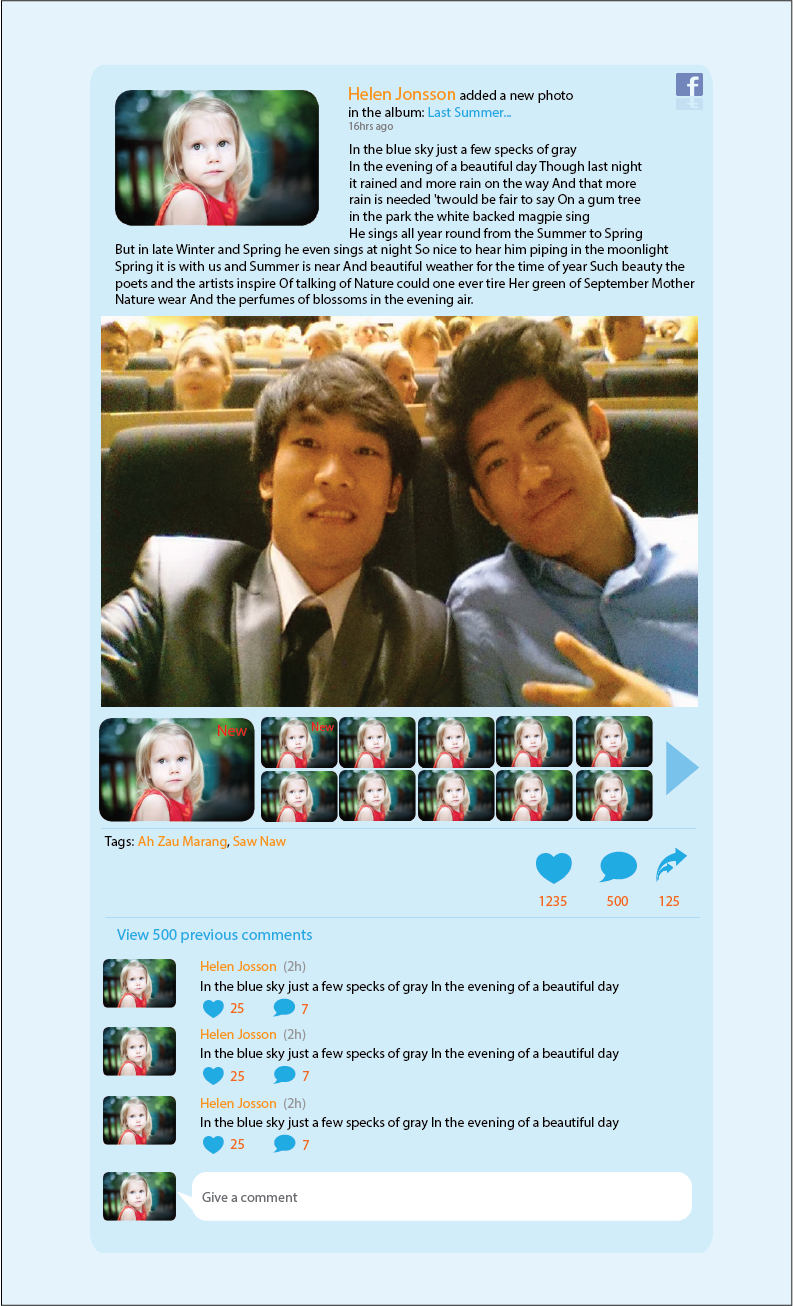 Helen Jonsson added a new photo
in the album: Last Summer...
16hrs ago
In the blue sky just a few specks of gray
In the evening of a beautiful day Though last night
it rained and more rain on the way And that more
rain is needed 'twould be fair to say On a gum tree
in the park the white backed magpie sing
He sings all year round from the Summer to Spring
But in late Winter and Spring he even sings at night So nice to hear him piping in the moonlight
Spring it is with us and Summer is near And beautiful weather for the time of year Such beauty the
poets and the artists inspire Of talking of Nature could one ever tire Her green of September Mother
Nature wear And the perfumes of blossoms in the evening air.
New
New
Tags: Ah Zau Marang, Saw Naw
1235 500 125
View 500 previous comments
Helen Josson (2h)
In the blue sky just a few specks of gray In the evening of a beautiful day
25 7
Helen Josson (2h)
In the blue sky just a few specks of gray In the evening of a beautiful day
25 7
Helen Josson (2h)
In the blue sky just a few specks of gray In the evening of a beautiful day
25 7
Give a comment